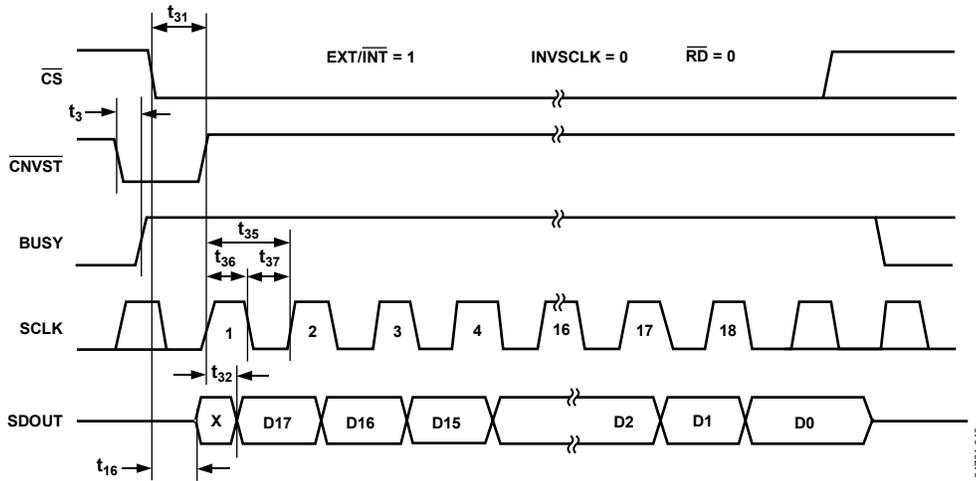 t31
EXT/INT = 1 INVSCLK = 0 RD = 0
CS
t3
CNVST
t35
BUSY
t36 t37
SCLK 1 2 3 4 16 17 18
t32
SDOUT X D17 D16 D15 D2 D1 D0
t16